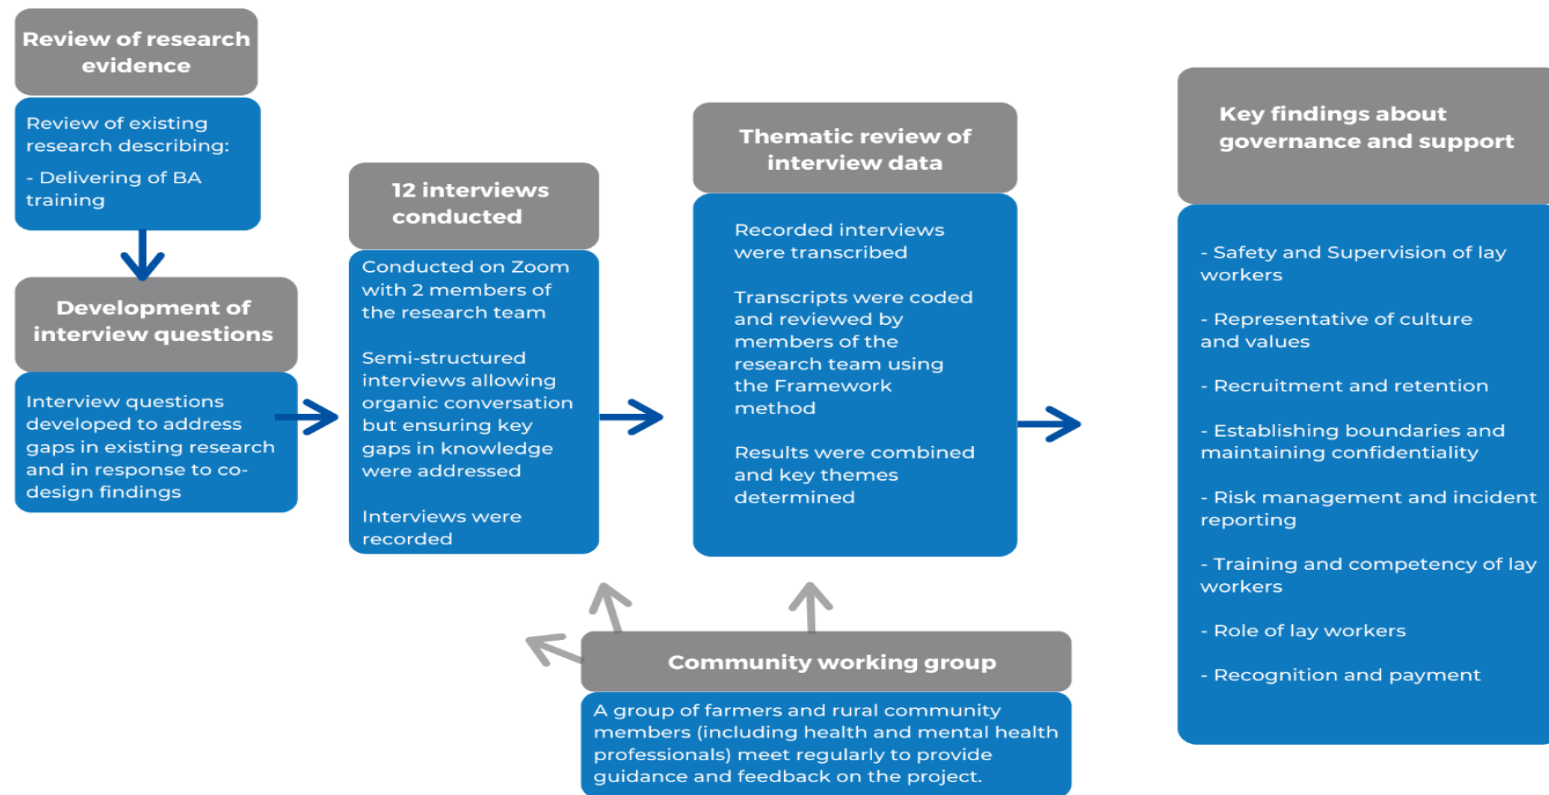 Review of research
evidence
Review of existing
research describing:
- Delivering of BA
training
Development of
interview questions
Interview questions
developed to address
gaps in existing research
and in response to co-
design findings
12 interviews
conducted
Conducted on Zoom
with 2 members of
the research team
Semi-structured
interviews allowing
organic conversation
but ensuring key
gaps in knowledge
were addressed
Interviews were
recorded
Thematic review of
interview data
Recorded interviews
were transcribed
Transcripts were coded
and reviewed by
members of the
research team using
the Framework
method
Results were combined
and key themes
determined
Community working group
A group of farmers and rural community
members (including health and mental health
professionals) meet regularly to provide
guidance and feedback on the project.
Key findings about
governance and support
- Safety and Supervision of lay
workers
- Representative of culture
and values
- Recruitment and retention
- Establishing boundaries and
maintaining confidentiality
- Risk management and incident
reporting
- Training and competency of lay
workers
- Role of lay workers
- Recognition and payment